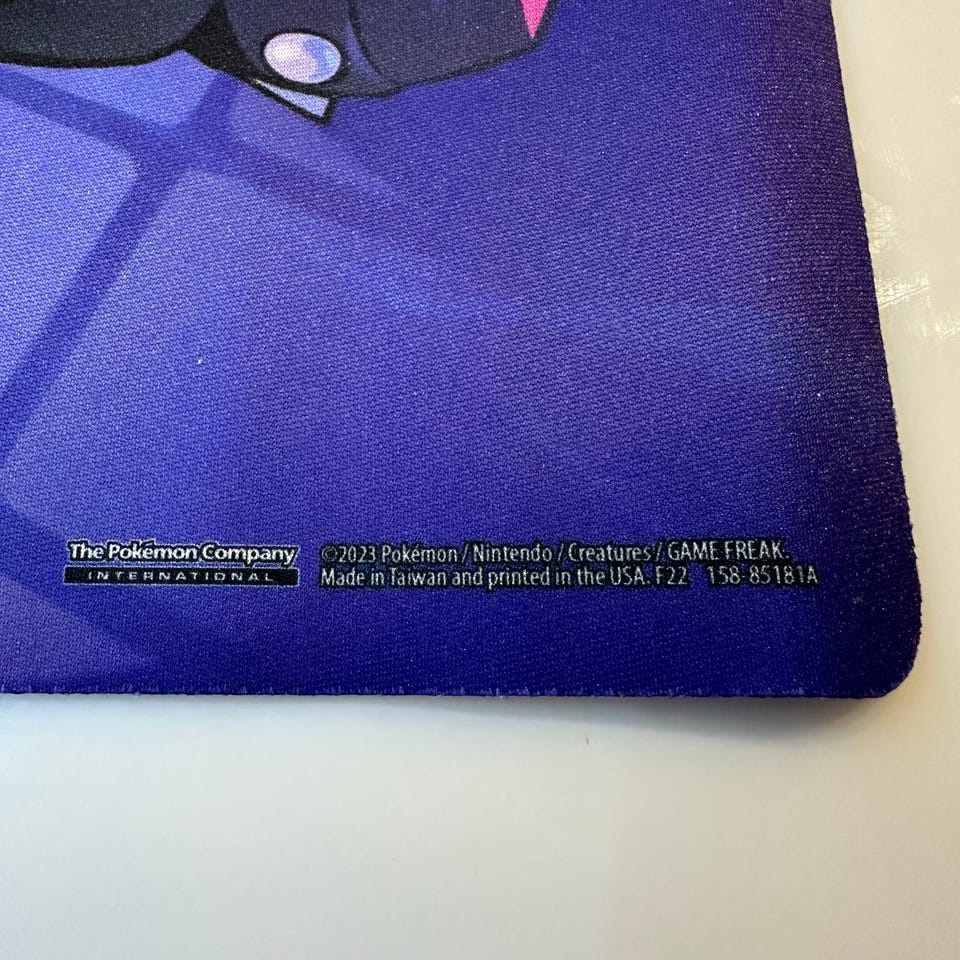 The Pokémon Company
INTERNATIONAL
©2023 Pokémon / Nintendo / Creatures / GAME FREAK.
Made in Taiwan and printed in the USA. F22 158-85181A